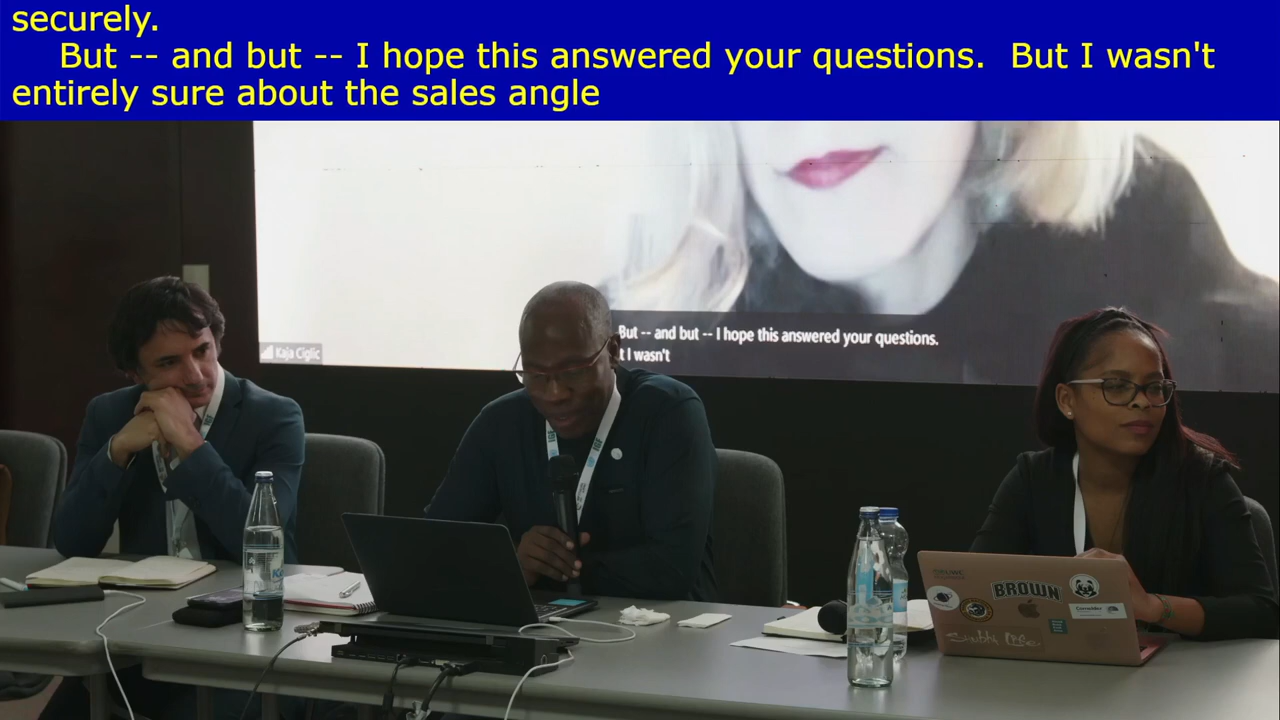 securely.
But -- and but -- I hope this answered your questions.  But I wasn't
entirely sure about the sales angle
But -- and but -- I hope this answered your questions.
t I wasn't
Kaja Ciglic
BROWN